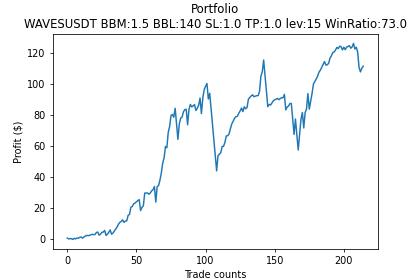 Portfolio
WAVESUSDT BBM:1.5 BBL:140 SL:1.0 TP:1.0 lev:15 WinRatio:73.0
Profit ($)
120
100
80
60
40
20
0
0 50 100 150 200
Trade counts